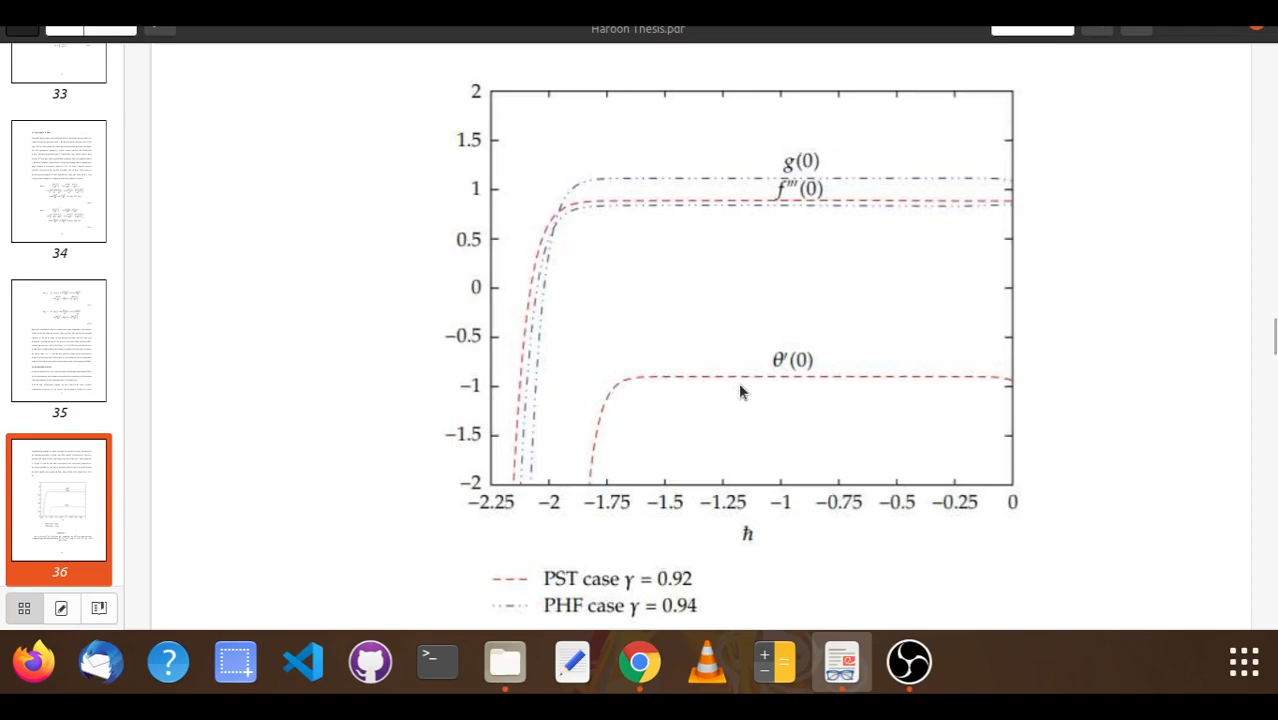 Haroon Thesis.pdf
33
34
35
36
2
1.5
1
0.5
0
−0.5
−1
−1.5
−2
g(0)
f‴(0)
θ′(0)
−2.25 −2 −1.75 −1.5 −1.25 −1 −0.75 −0.5 −0.25 0
ħ
PST case γ = 0.92
PHF case γ = 0.94